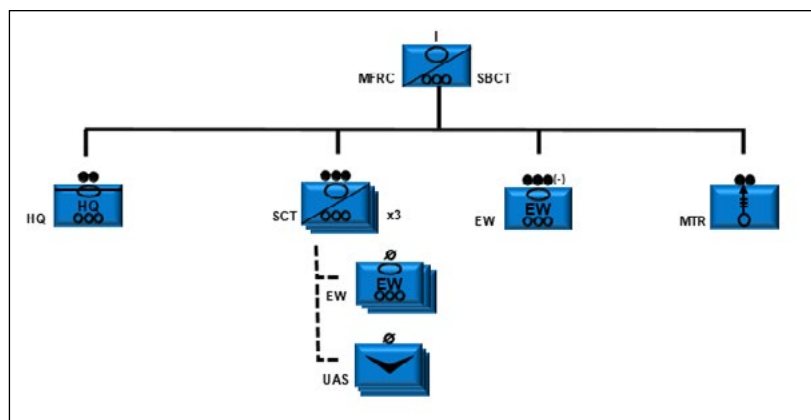 I
MFRC SBCT
HQ HQ
SCT x3
(-)
EW EW
MTR
EW EW
UAS